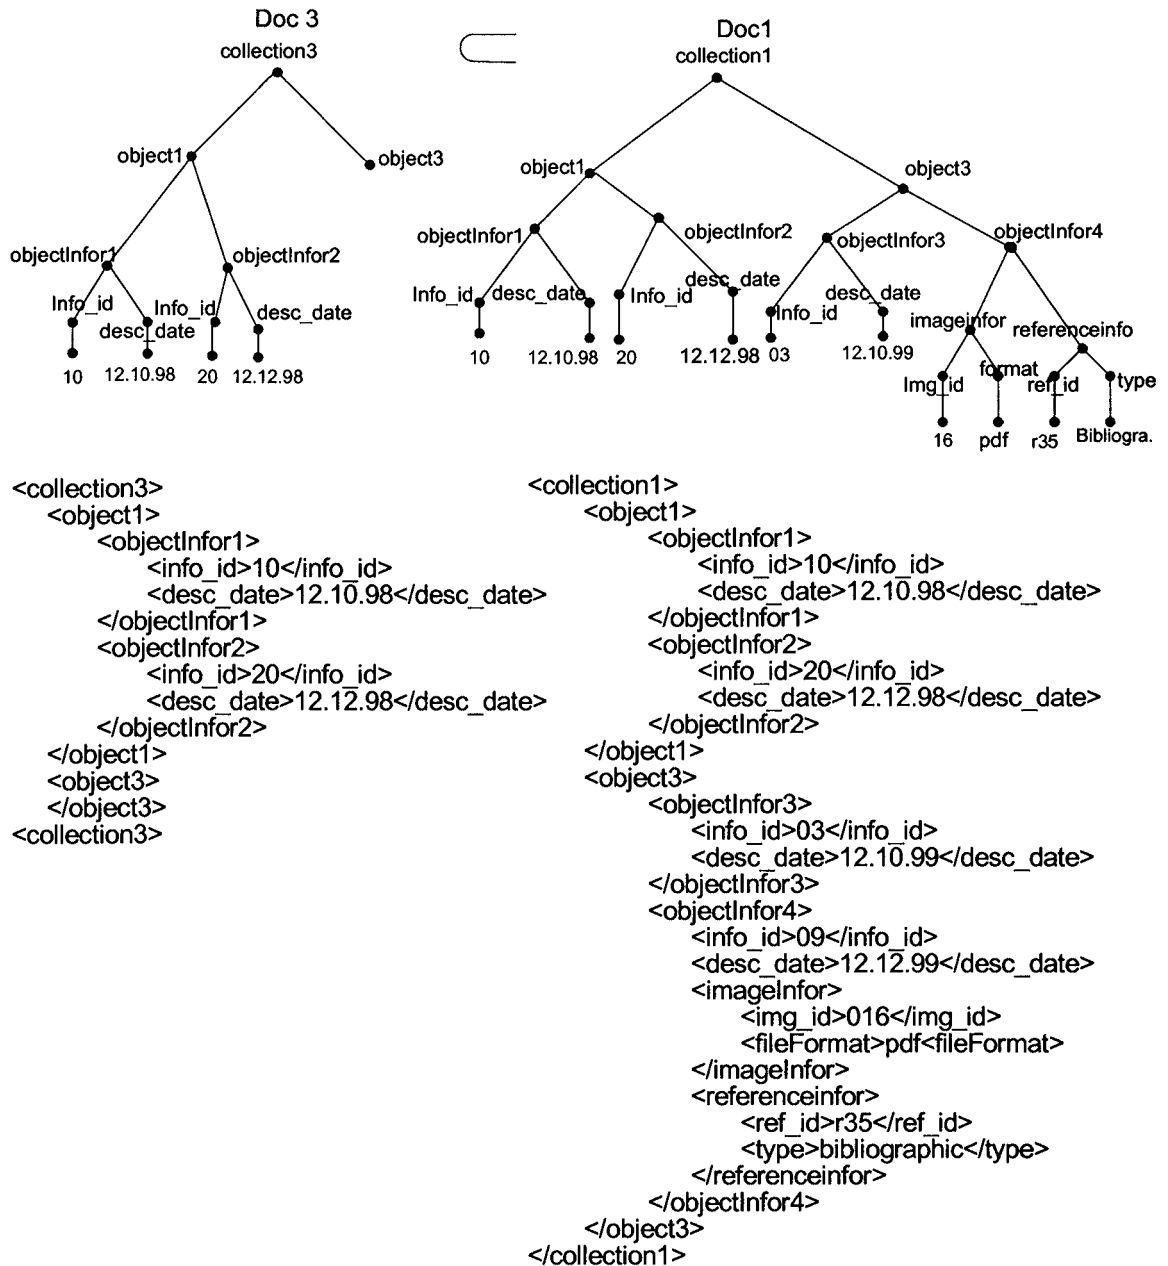 Doc 3
collection3
object1
object3
objectInfor1
objectInfor2
Info_id
desc_date
Info_id
desc_date
10
12.10.98
20
12.12.98
Doc1
collection1
object1
object3
objectInfor1
objectInfor2
objectInfor3
objectInfor4
Info_id
desc_date
Info_id
desc_date
Info_id
desc_date
imageinfor
referenceinfo
10
12.10.98
20
12.12.98
03
12.10.99
Img_id
format
ref_id
type
16
pdf
r35
Bibliogra.
<collection3>
<object1>
<objectInfor1>
<info_id>10</info_id>
<desc_date>12.10.98</desc_date>
</objectInfor1>
<objectInfor2>
<info_id>20</info_id>
<desc_date>12.12.98</desc_date>
</objectInfor2>
</object1>
<object3>
</object3>
<collection3>
<collection1>
<object1>
<objectInfor1>
<info_id>10</info_id>
<desc_date>12.10.98</desc_date>
</objectInfor1>
<objectInfor2>
<info_id>20</info_id>
<desc_date>12.12.98</desc_date>
</objectInfor2>
</object1>
<object3>
<objectInfor3>
<info_id>03</info_id>
<desc_date>12.10.99</desc_date>
</objectInfor3>
<objectInfor4>
<info_id>09</info_id>
<desc_date>12.12.99</desc_date>
<imageInfor>
<img_id>016</img_id>
<fileFormat>pdf<fileFormat>
</imageInfor>
<referenceinfor>
<ref_id>r35</ref_id>
<type>bibliographic</type>
</referenceinfor>
</objectInfor4>
</object3>
</collection1>